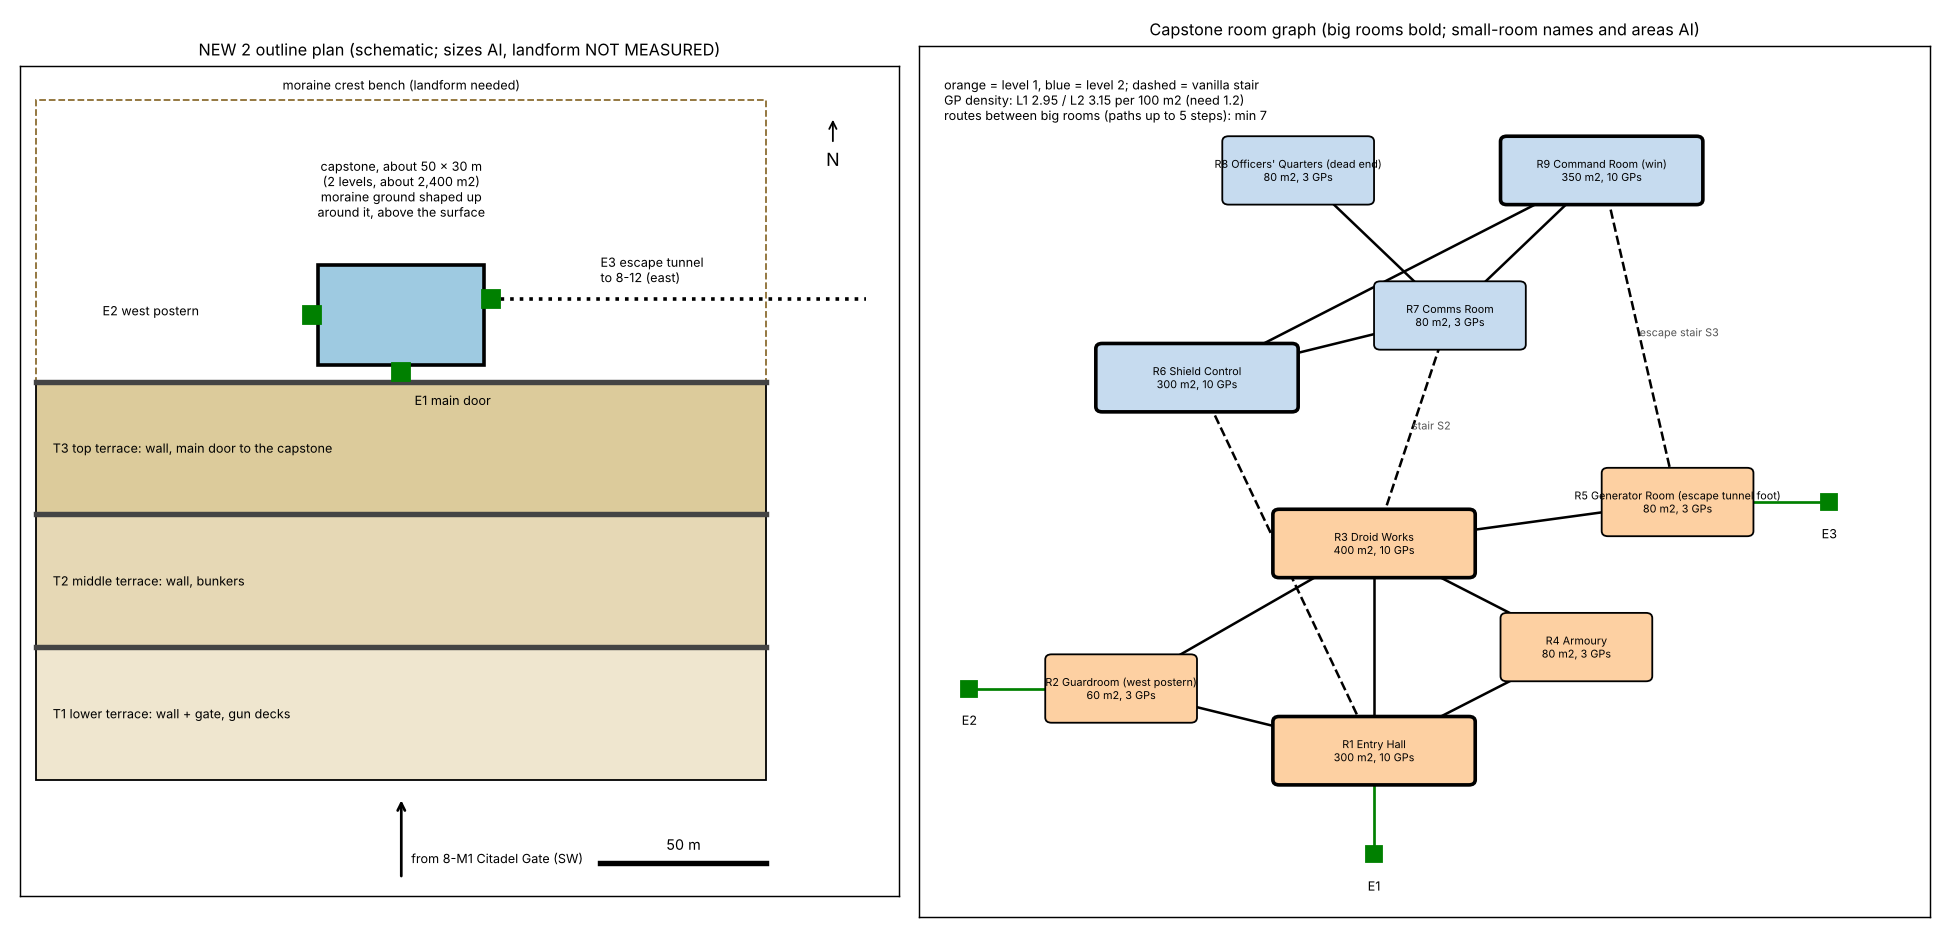 NEW 2 outline plan (schematic; sizes AI, landform NOT MEASURED)
moraine crest bench (landform needed)
N
capstone, about 50 × 30 m
(2 levels, about 2,400 m2)
moraine ground shaped up
around it, above the surface
E3 escape tunnel
to 8-12 (east)
E2 west postern
E1 main door
T3 top terrace: wall, main door to the capstone
T2 middle terrace: wall, bunkers
T1 lower terrace: wall + gate, gun decks
50 m
from 8-M1 Citadel Gate (SW)
Capstone room graph (big rooms bold; small-room names and areas AI)
orange = level 1, blue = level 2; dashed = vanilla stair
GP density: L1 2.95 / L2 3.15 per 100 m2 (need 1.2)
routes between big rooms (paths up to 5 steps): min 7
R8 Officers' Quarters (dead end)
80 m2, 3 GPs
R9 Command Room (win)
350 m2, 10 GPs
R7 Comms Room
80 m2, 3 GPs
escape stair S3
R6 Shield Control
300 m2, 10 GPs
stair S2
R5 Generator Room (escape tunnel foot)
80 m2, 3 GPs
E3
R3 Droid Works
400 m2, 10 GPs
R4 Armoury
80 m2, 3 GPs
R2 Guardroom (west postern)
60 m2, 3 GPs
E2
R1 Entry Hall
300 m2, 10 GPs
E1